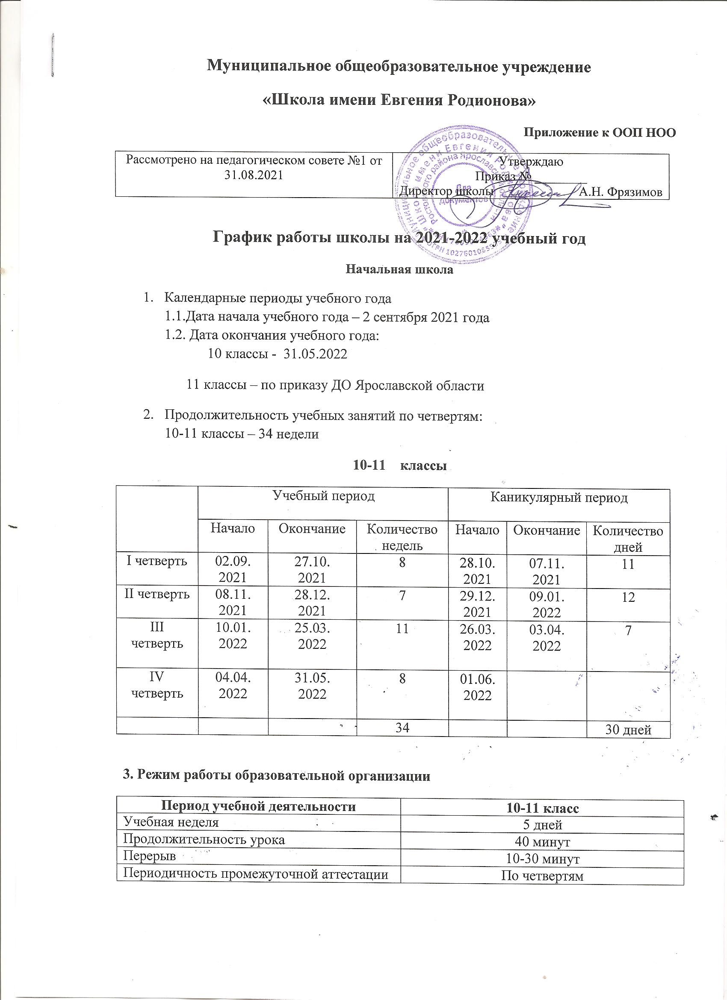 Муниципальное общеобразовательное учреждение
«Школа имени Евгения Родионова»
Приложение к ООП НОО
Рассмотрено на педагогическом совете №1 от
31.08.2021
Утверждаю
Приказ № ________
Директор школы А.Н. Фрязимов
Для
документов
График работы школы на 2021-2022 учебный год
Начальная школа
1. Календарные периоды учебного года
1.1.Дата начала учебного года – 2 сентября 2021 года
1.2. Дата окончания учебного года:
10 классы - 31.05.2022
11 классы – по приказу ДО Ярославской области
2. Продолжительность учебных занятий по четвертям:
10-11 классы – 34 недели
10-11 классы
Учебный период Каникулярный период
Начало Окончание Количество Начало Окончание Количество
недель дней
I четверть 02.09. 27.10. 8 28.10. 07.11. 11
2021 2021 2021 2021
II четверть 08.11. 28.12. 7 29.12. 09.01. 12
2021 2021 2021 2022
III 10.01. 25.03. 11 26.03. 03.04. 7
четверть 2022 2022 2022 2022
IV 04.04. 31.05. 8 01.06.
четверть 2022 2022 2022
34 30 дней
3. Режим работы образовательной организации
Период учебной деятельности 10-11 класс
Учебная неделя 5 дней
Продолжительность урока 40 минут
Перерыв 10-30 минут
Периодичность промежуточной аттестации По четвертям